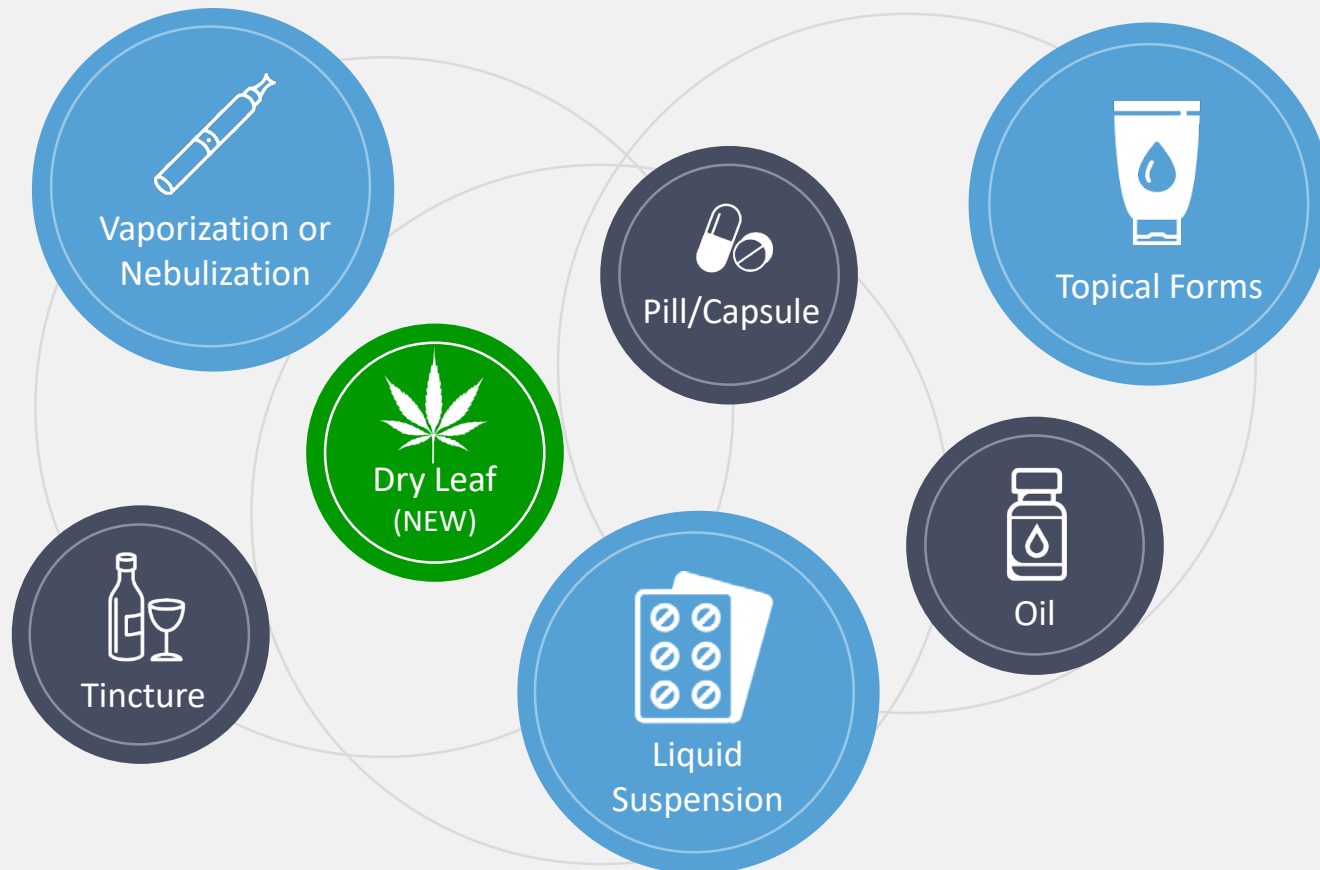 Vaporization or
Nebulization
Pill/Capsule
Topical Forms
Dry Leaf
(NEW)
Oil
Tincture
Liquid
Suspension